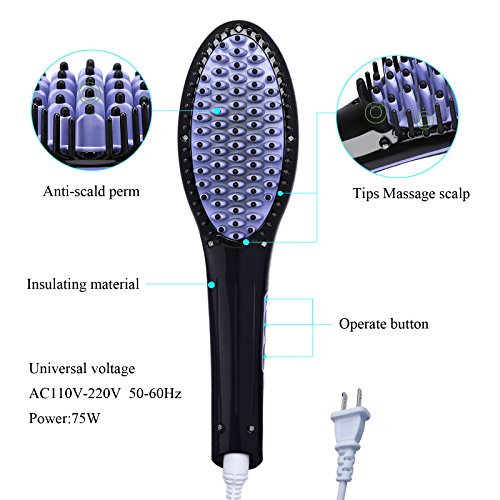 Anti-scald perm
Tips Massage scalp
Insulating material
Operate button
Universal voltage
AC110V-220V 50-60Hz
Power:75W